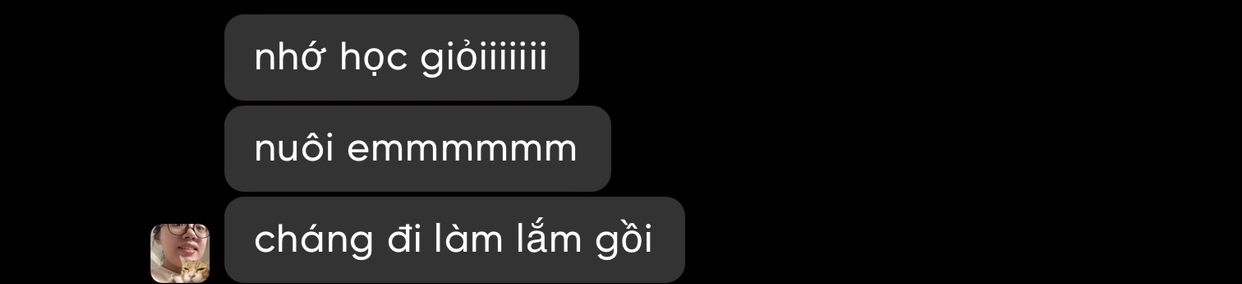 nhớ học giỏiiiiiii
nuôi emmmmmm
cháng đi làm lắm gồi